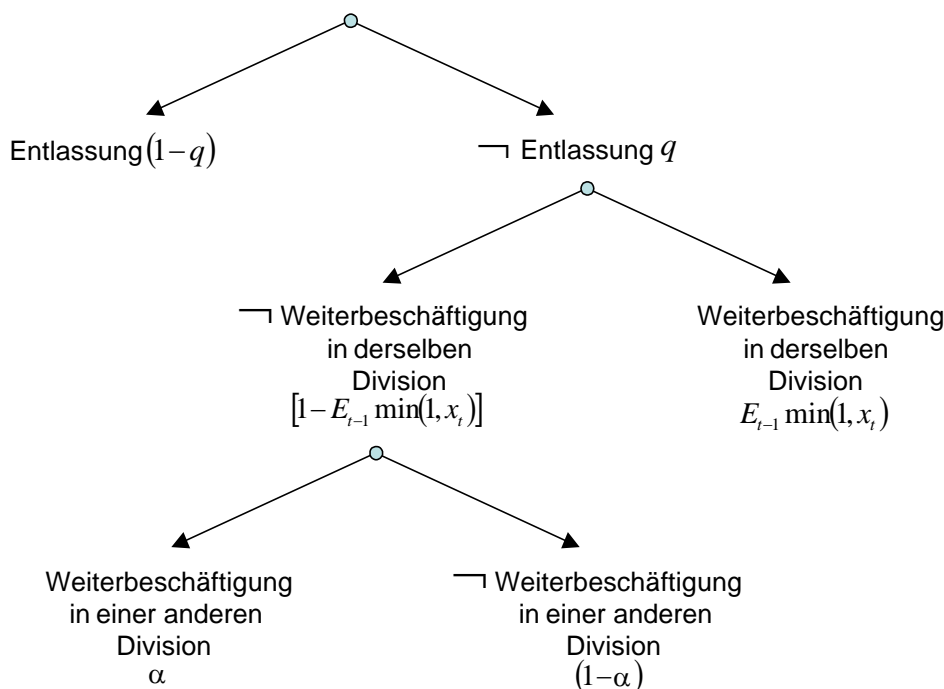 Entlassung (1−q)
¬ Entlassung q
¬ Weiterbeschäftigung
in derselben
Division
[1−E_{t−1} min(1, x_t)]
Weiterbeschäftigung
in derselben
Division
E_{t−1} min(1, x_t)
Weiterbeschäftigung
in einer anderen
Division
α
¬ Weiterbeschäftigung
in einer anderen
Division
(1−α)